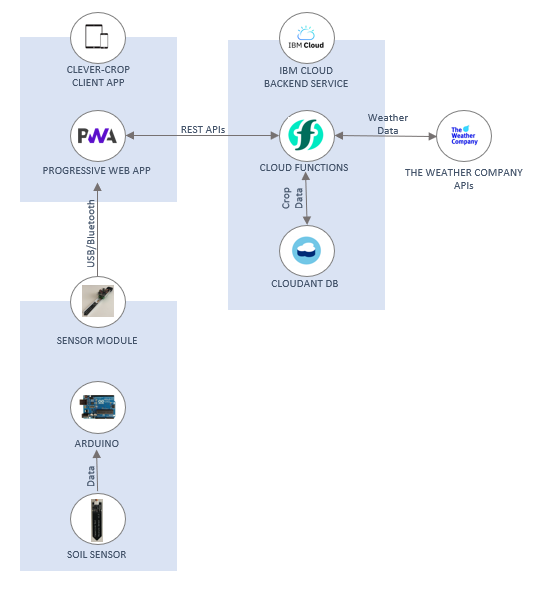 IBM Cloud
CLEVER-CROP
CLIENT APP
IBM CLOUD
BACKEND SERVICE
PWA
REST APIs
Weather
Data
The
Weather
Company
PROGRESSIVE WEB APP
CLOUD FUNCTIONS
THE WEATHER COMPANY
APIs
USB/Bluetooth
Crop
Data
CLOUDANT DB
SENSOR MODULE
ARDUINO
Data
SOIL SENSOR